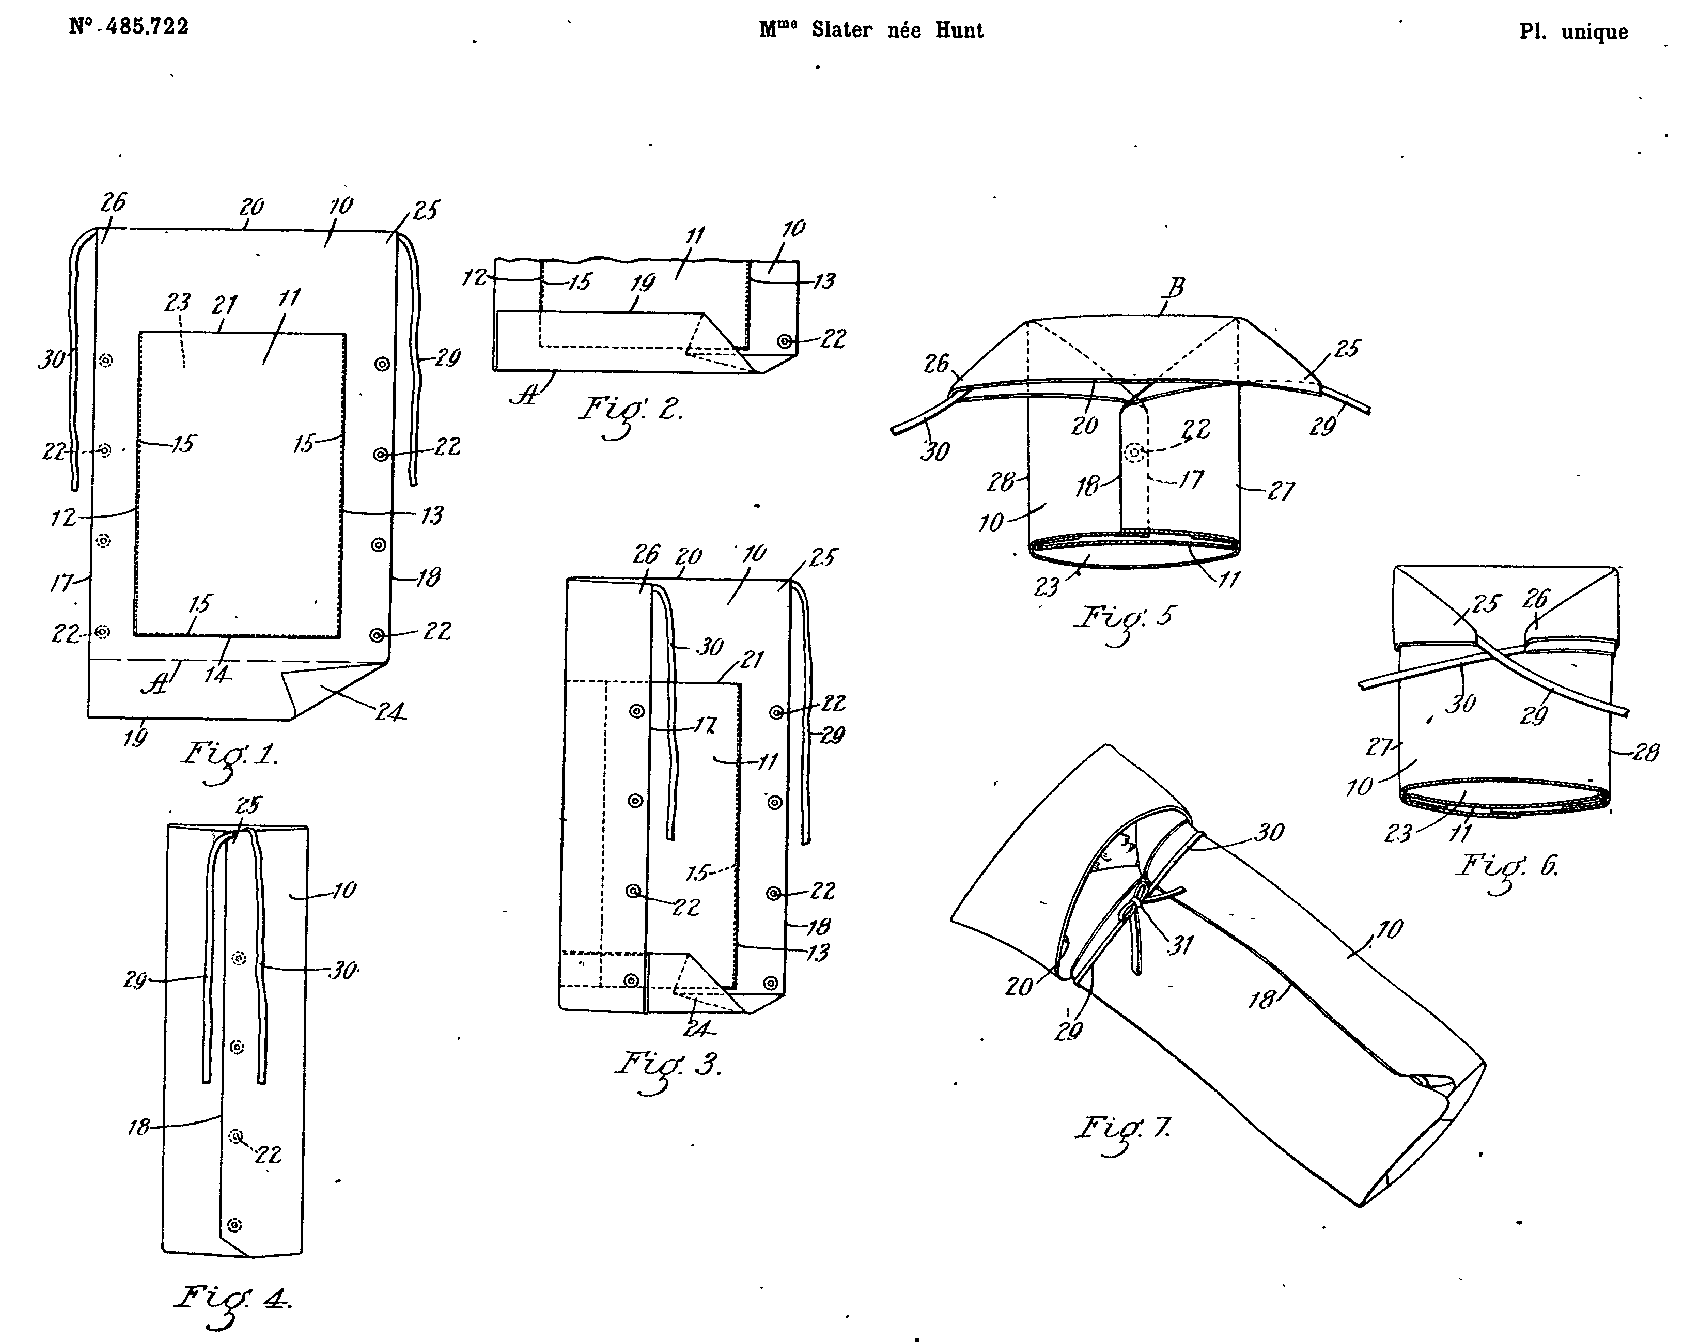 Nº 485.722
Mme Slater née Hunt
Pl. unique
26 20 10 25
23 21 11
30 29
15 15
22 22
12 13
17 18
15
22 22
A 14
24
19
Fig. 1.
11 10
12 15 19 13
22
A
Fig. 2.
26 20 10 25
30
21
22
17
29
11
15
22 22
18
13
24
Fig. 3.
25
10
29 30
18
22
Fig. 4.
B
26 25
20 22 29
30
28 18 17 27
10
23 11
Fig. 5
25 26
30 29
27 28
10
23 11
Fig. 6.
30
10
31
20 18
29
Fig. 7.